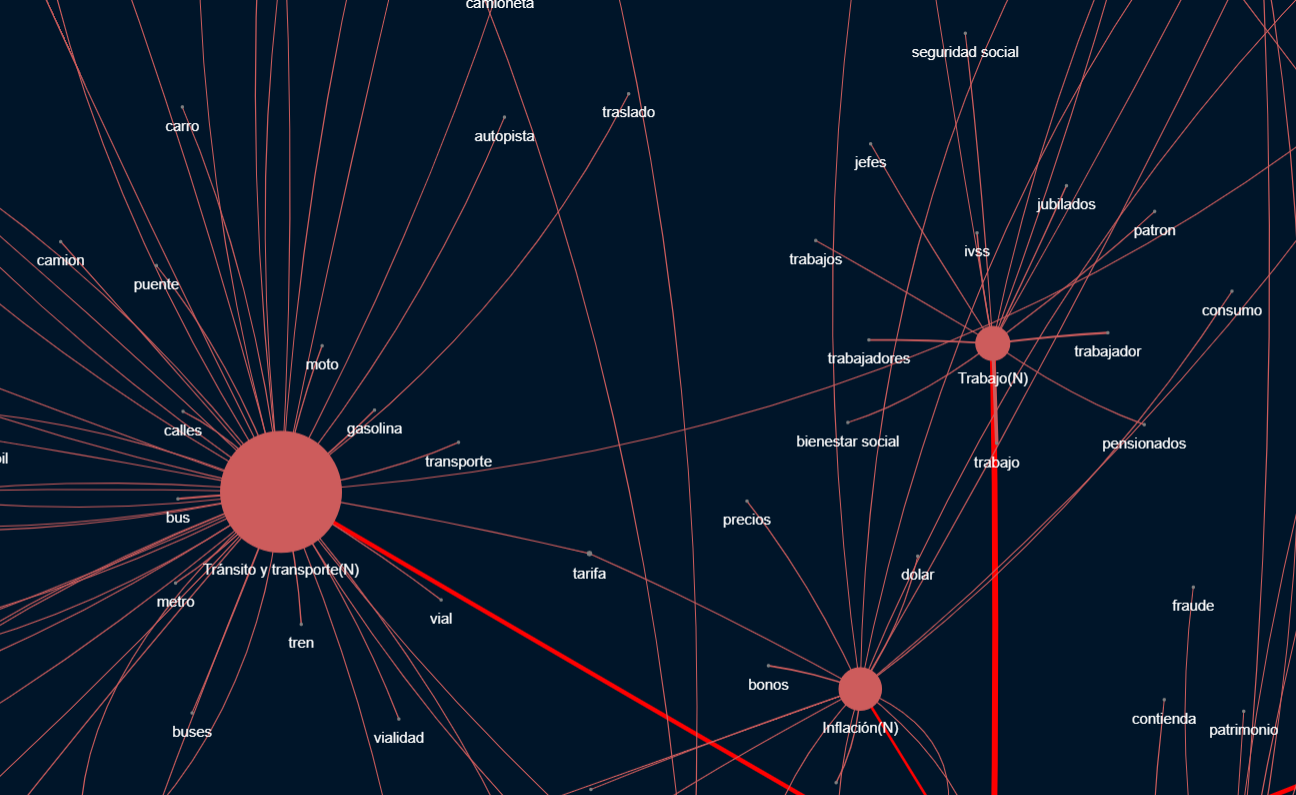 camioneta
seguridad social
traslado
carro
autopista
jefes
jubilados
patron
ivss
trabajos
camion
puente
consumo
trabajadores
trabajador
moto
Trabajo(N)
calles
gasolina
bienestar social
pensionados
transporte
trabajo
bus
precios
Tránsito y transporte(N)
tarifa
dolar
metro
fraude
vial
tren
bonos
contienda
Inflación(N)
patrimonio
buses
vialidad